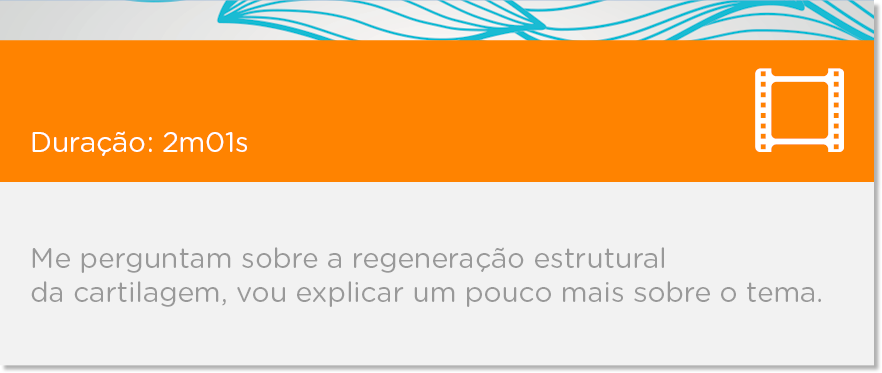 Duração: 2m01s
Me perguntam sobre a regeneração estrutural
da cartilagem, vou explicar um pouco mais sobre o tema.